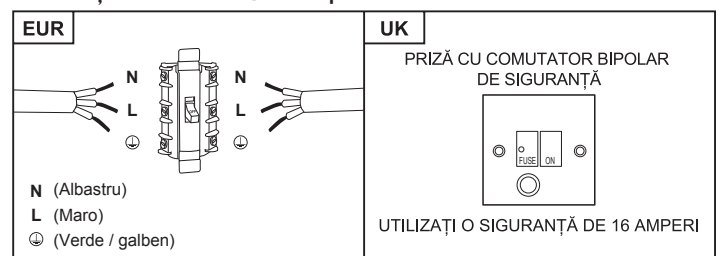 EUR
N N
L L
N (Albastru)
L (Maro)
(Verde / galben)
UK
PRIZĂ CU COMUTATOR BIPOLAR
DE SIGURANȚĂ
FUSE ON
UTILIZAȚI O SIGURANȚĂ DE 16 AMPERI